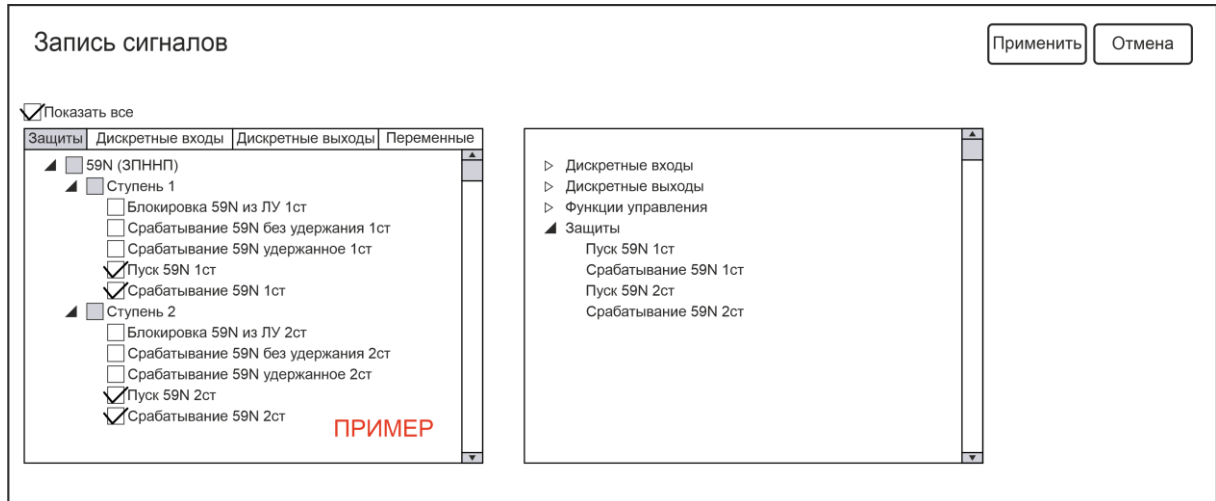 Запись сигналов
Применить
Отмена
Показать все
Защиты Дискретные входы Дискретные выходы Переменные
59N (ЗПННП)
Ступень 1
Блокировка 59N из ЛУ 1ст
Срабатывание 59N без удержания 1ст
Срабатывание 59N удержанное 1ст
Пуск 59N 1ст
Срабатывание 59N 1ст
Ступень 2
Блокировка 59N из ЛУ 2ст
Срабатывание 59N без удержания 2ст
Срабатывание 59N удержанное 2ст
Пуск 59N 2ст
Срабатывание 59N 2ст
ПРИМЕР
Дискретные входы
Дискретные выходы
Функции управления
Защиты
Пуск 59N 1ст
Срабатывание 59N 1ст
Пуск 59N 2ст
Срабатывание 59N 2ст